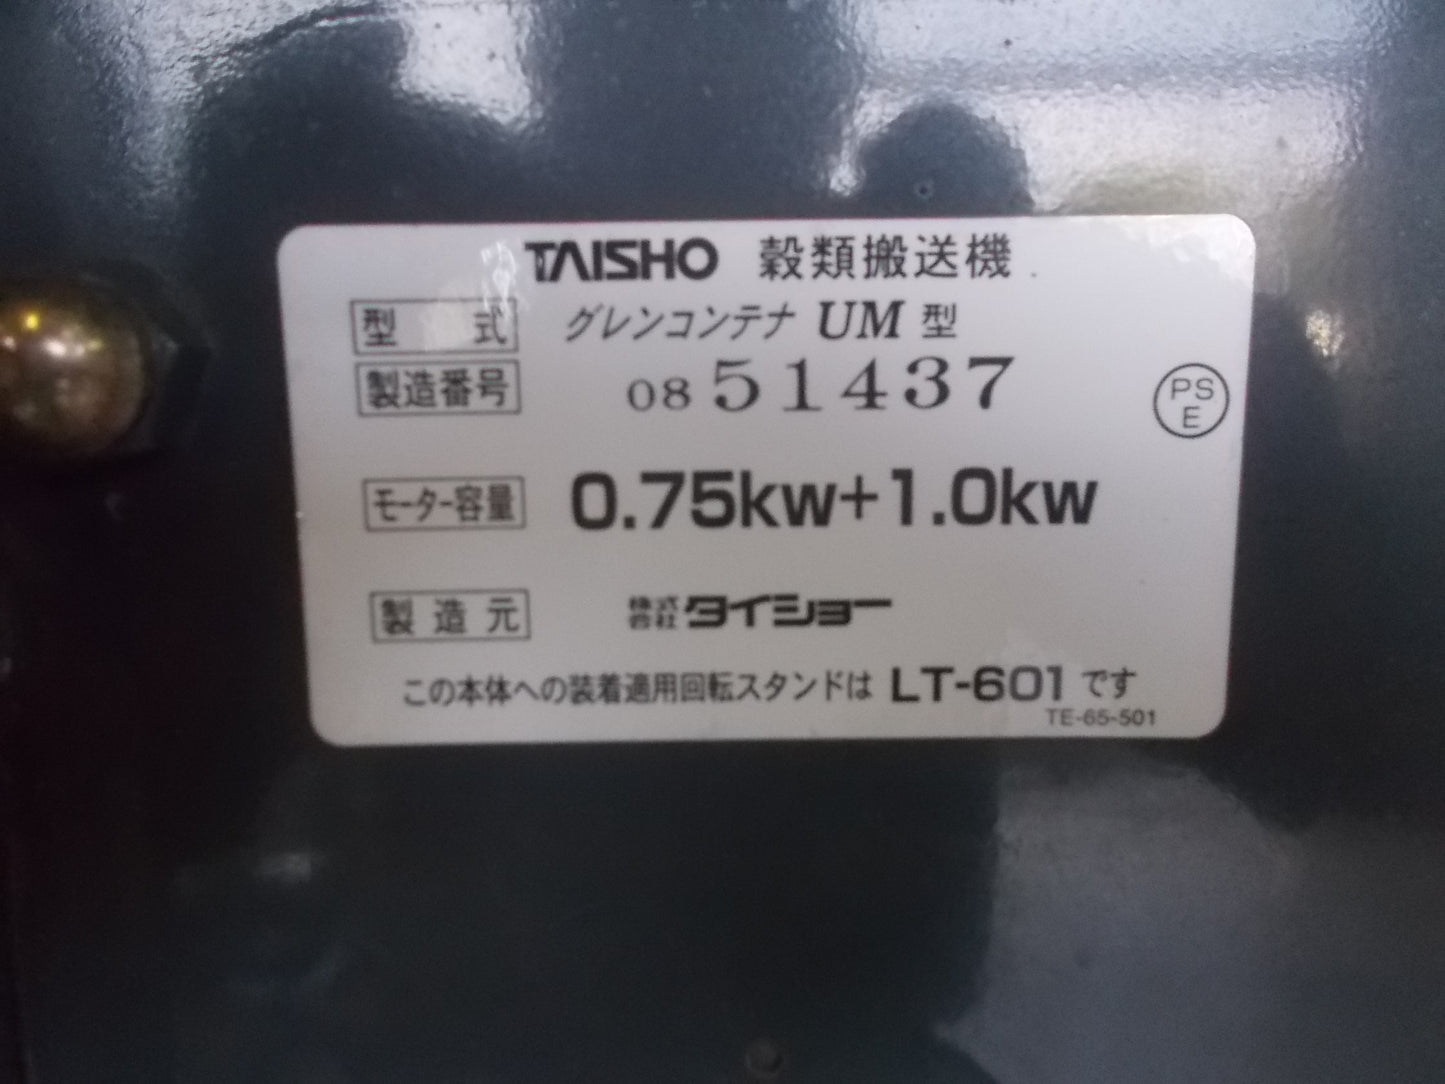 TAISHO 穀類搬送機
型式 グレンコンテナ UM 型
製造番号 0851437
PS
E
モーター容量 0.75kw+1.0kw
製造元 株式会社タイショー
この本体への装着適用回転スタンドは LT-601 です
TE-65-501